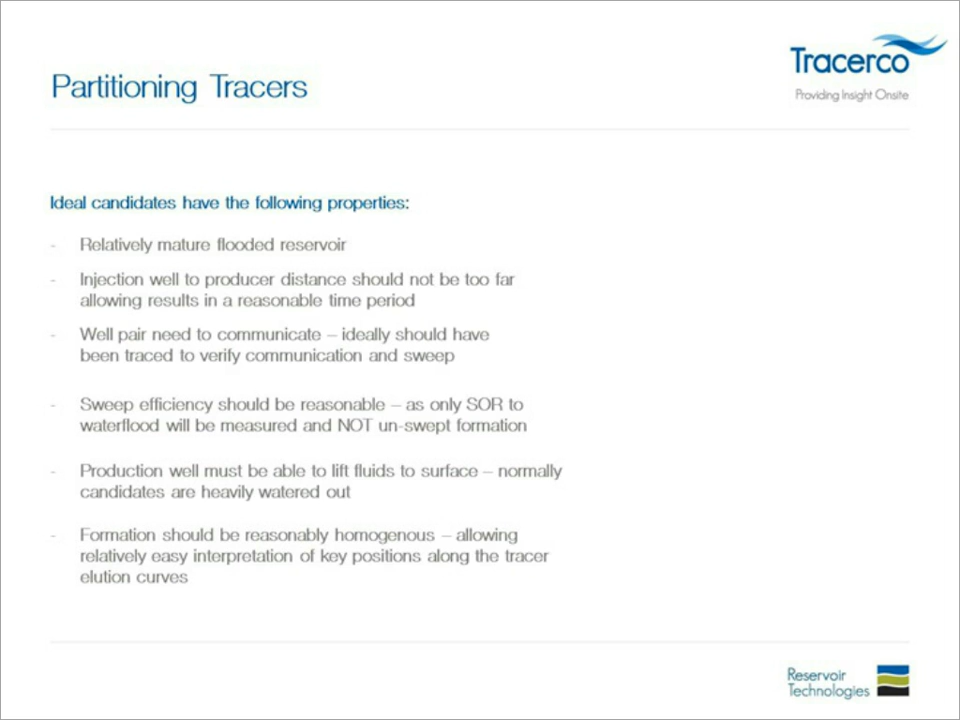 Tracerco
Providing Insight Onsite
Partitioning Tracers
Ideal candidates have the following properties:
- Relatively mature flooded reservoir
- Injection well to producer distance should not be too far
allowing results in a reasonable time period
- Well pair need to communicate – ideally should have
been traced to verify communication and sweep
- Sweep efficiency should be reasonable – as only SOR to
waterflood will be measured and NOT un-swept formation
- Production well must be able to lift fluids to surface – normally
candidates are heavily watered out
- Formation should be reasonably homogenous – allowing
relatively easy interpretation of key positions along the tracer
elution curves
Reservoir
Technologies